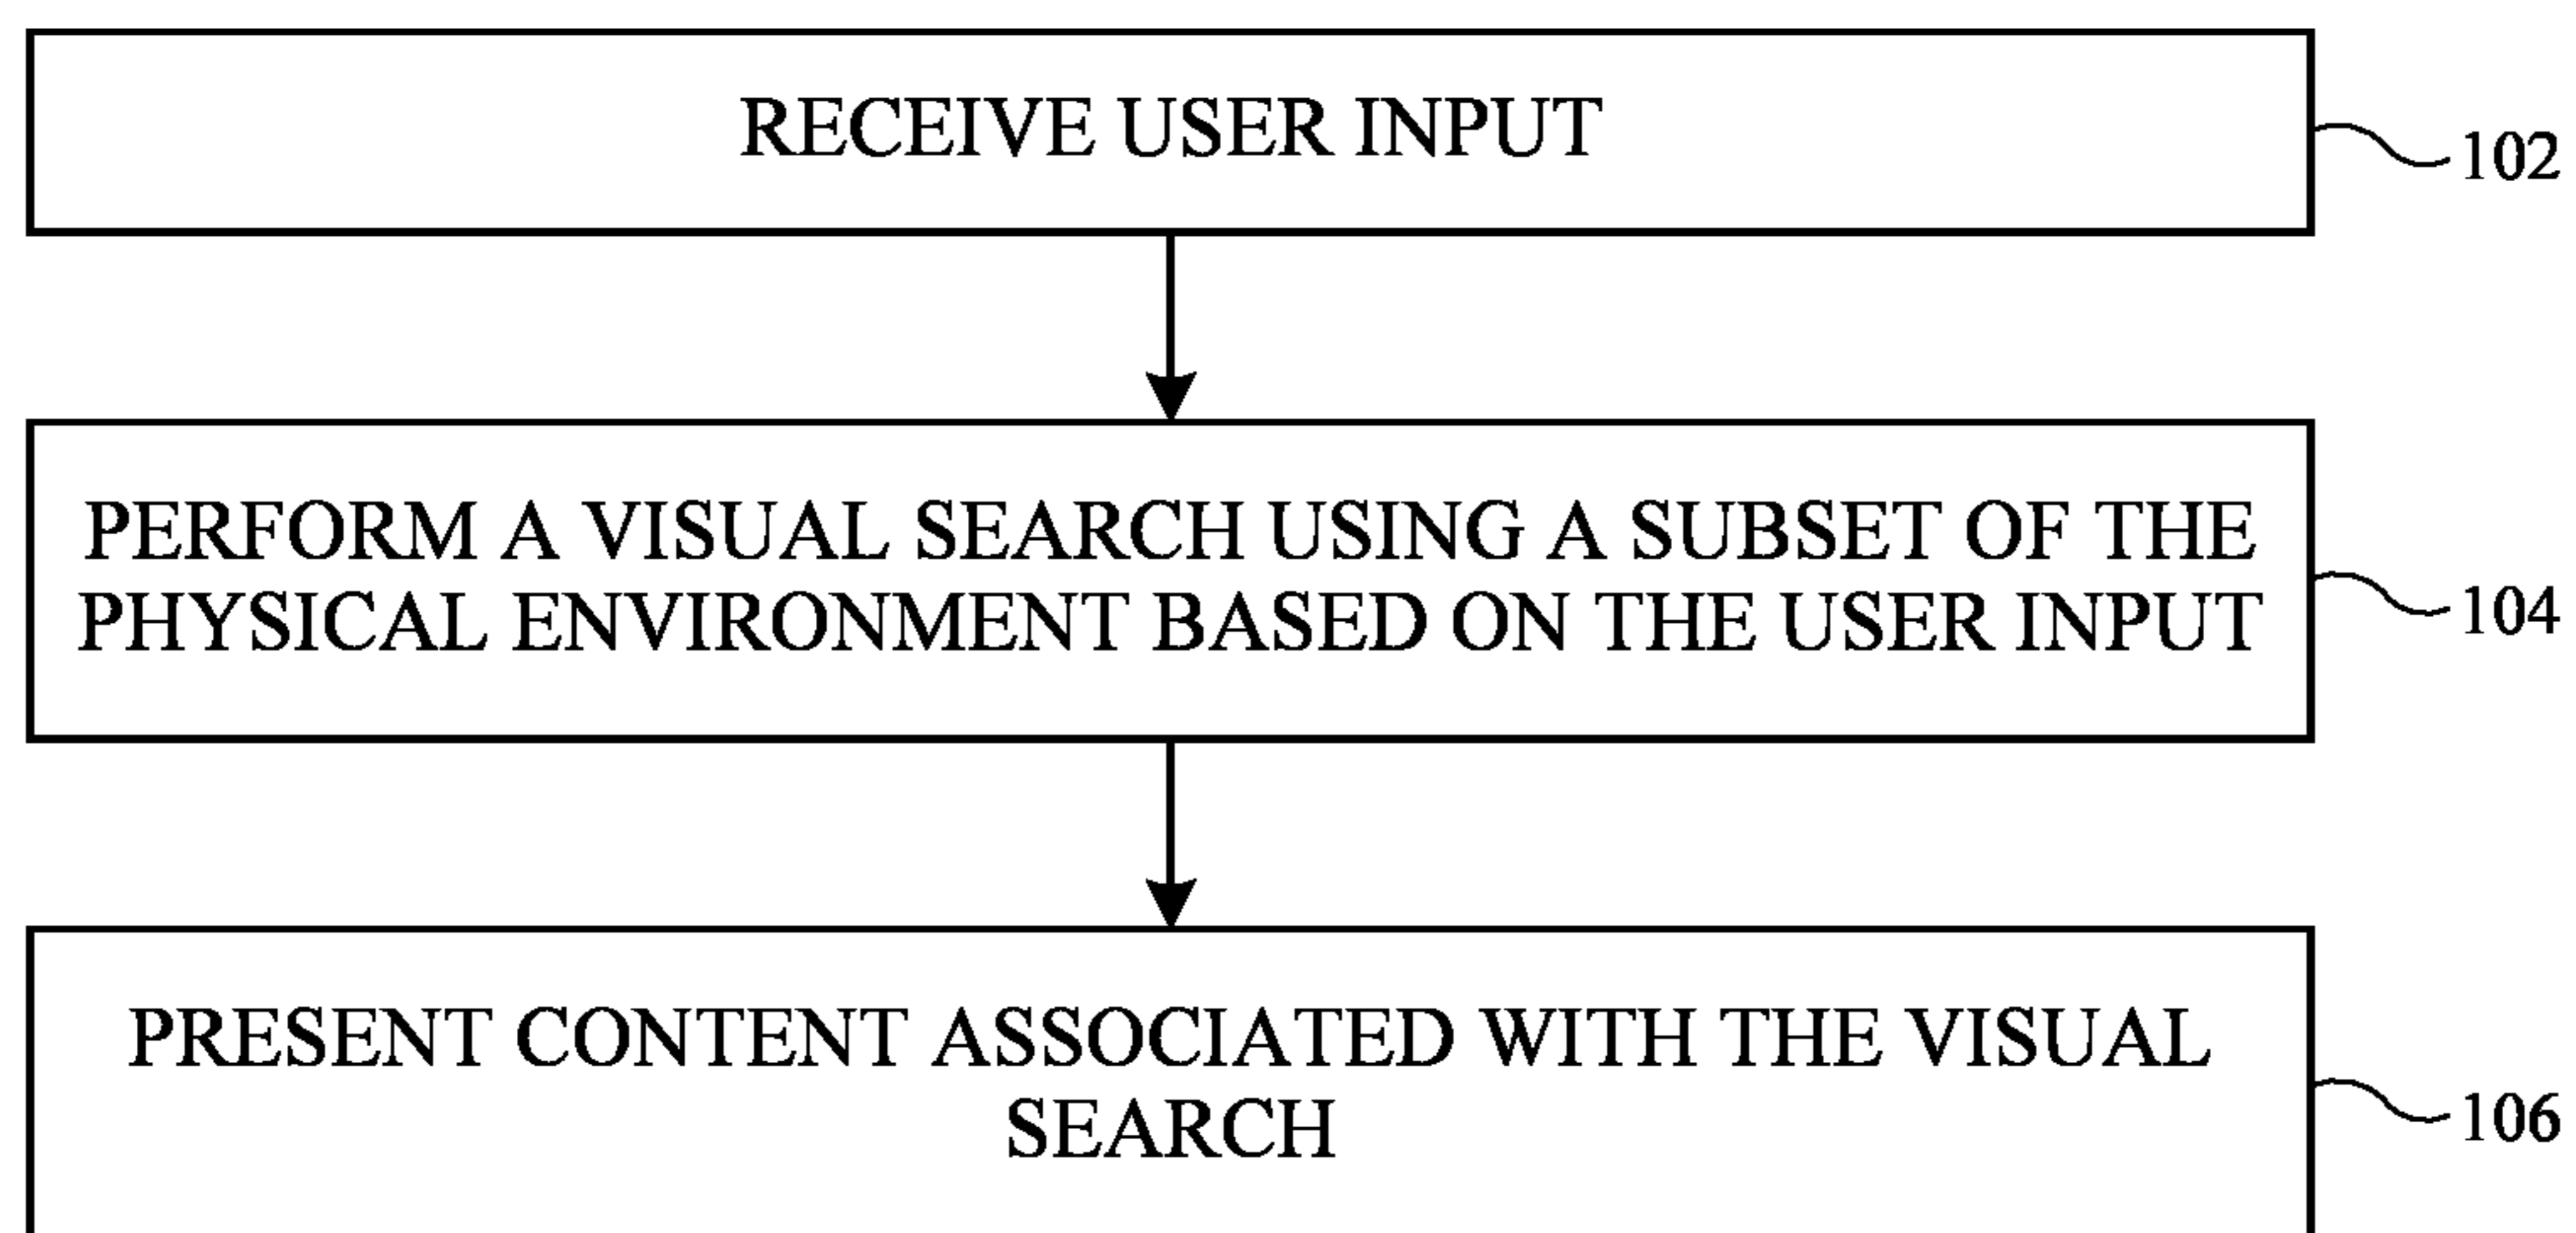 RECEIVE USER INPUT
102
PERFORM A VISUAL SEARCH USING A SUBSET OF THE
PHYSICAL ENVIRONMENT BASED ON THE USER INPUT
104
PRESENT CONTENT ASSOCIATED WITH THE VISUAL
SEARCH
106